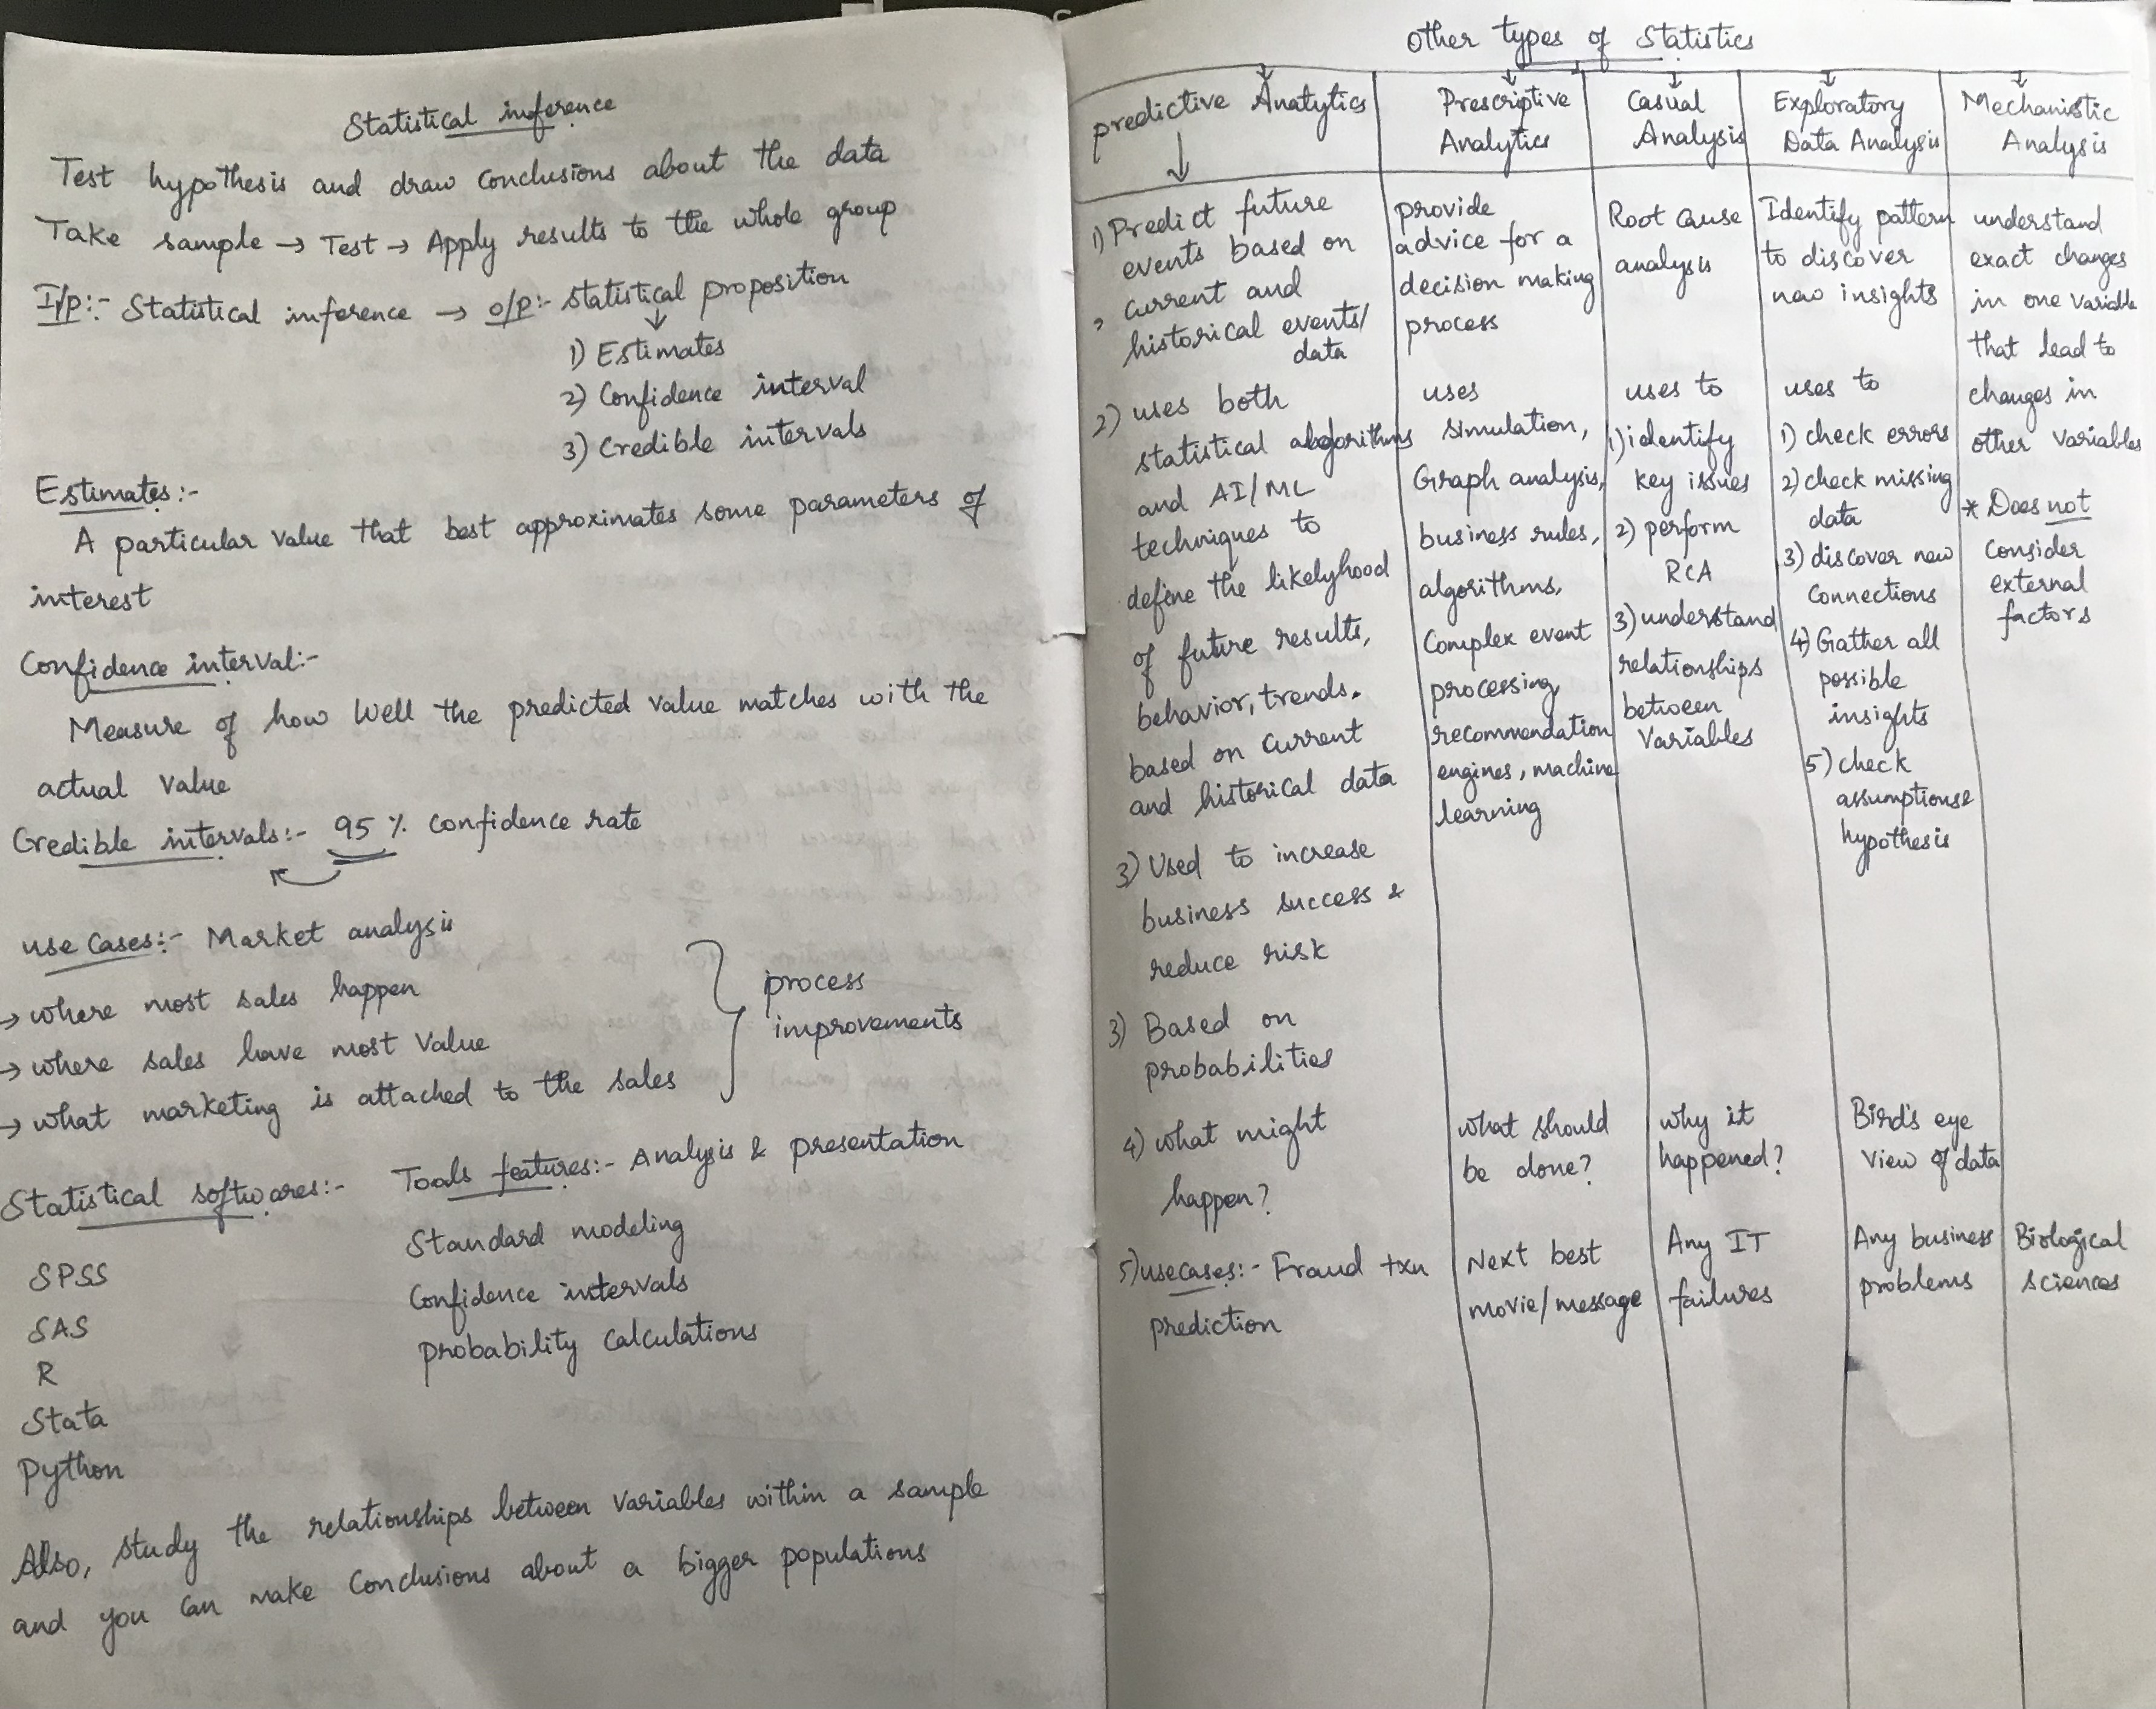 Statistical inference
Test hypothesis and draw conclusions about the data
Take sample → Test → Apply results to the whole group
I/p:- Statistical inference → o/p:- statistical proposition
↓
1) Estimates
2) Confidence interval
3) Credible intervals
Estimates:-
A particular value that best approximates some parameters of
interest
Confidence interval:-
Measure of how well the predicted value matches with the
actual value
Credible intervals:- 95 % confidence rate
use cases:- Market analysis
→ where most sales happen
→ where sales have most value
→ what marketing is attached to the sales
process
improvements
Statistical softwares:-
SPSS
SAS
R
Stata
Python
Tools features:- Analysis & presentation
Standard modeling
Confidence intervals
probability calculations
Also, study the relationships between variables within a sample
and you can make conclusions about a bigger populations
Other types of Statistics
predictive Analytics
↓
1) Predict future
events based on
current and
historical events/
data
2) uses both
statistical algorithms
and AI/ML
techniques to
define the likelyhood
of future results,
behavior, trends.
based on current
and historical data
3) Used to increase
business success &
reduce risk
3) Based on
probabilities
4) what might
happen?
5) usecases:- Fraud txn
prediction
Prescriptive
Analytics
provide
advice for a
decision making
process
uses
simulation,
Graph analysis,
business rules,
algorithms,
Complex event
processing,
recommendation
engines, machine
learning
what should
be done?
Next best
movie/message
Casual
Analysis
Root cause
analysis
uses to
1) identify
key issues
2) perform
RCA
3) understand
relationships
between
variables
why it
happened?
Any IT
failures
Exploratory
Data Analysis
Identify pattern
to discover
new insights
uses to
1) check errors
2) check missing
data
3) discover new
connections
4) Gather all
possible
insights
5) check
assumptions &
hypothesis
Bird's eye
view of data
Any business
problems
Mechanistic
Analysis
understand
exact changes
in one variable
that lead to
changes in
other variables
* Does not
consider
external
factors
Biological
sciences